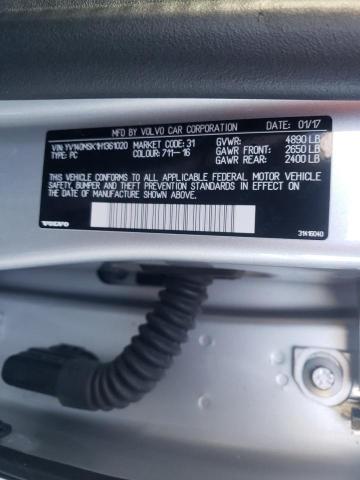 MFD BY VOLVO CAR CORPORATION 01/17
VIN: YV140MSK1H1361020 MARKET CODE: 31 GVWR: 4890 LB
TYPE: PC COLOUR: 711-16 GAWR FRONT: 2650 LB
GAWR REAR: 2400 LB
THIS VEHICLE CONFORMS TO ALL APPLICABLE FEDERAL MOTOR VEHICLE
SAFETY, BUMPER AND THEFT PREVENTION STANDARDS IN EFFECT
ON THE DATE OF MANUFACTURE SHOWN ABOVE.
VOLVO 31416040